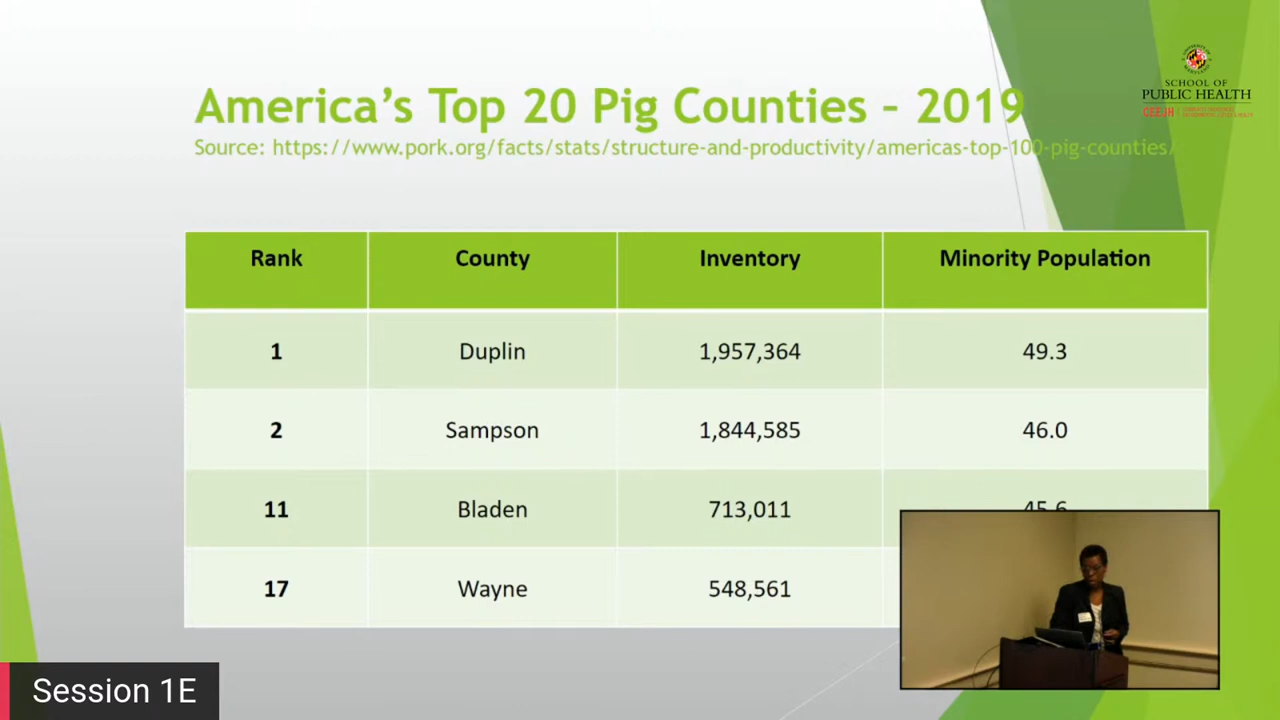 America's Top 20 Pig Counties – 2019
Source: https://www.pork.org/facts/stats/structure-and-productivity/americas-top-100-pig-counties/
SCHOOL OF
PUBLIC HEALTH
CEEJH
Rank County Inventory Minority Population
1 Duplin 1,957,364 49.3
2 Sampson 1,844,585 46.0
11 Bladen 713,011
17 Wayne 548,561
Session 1E